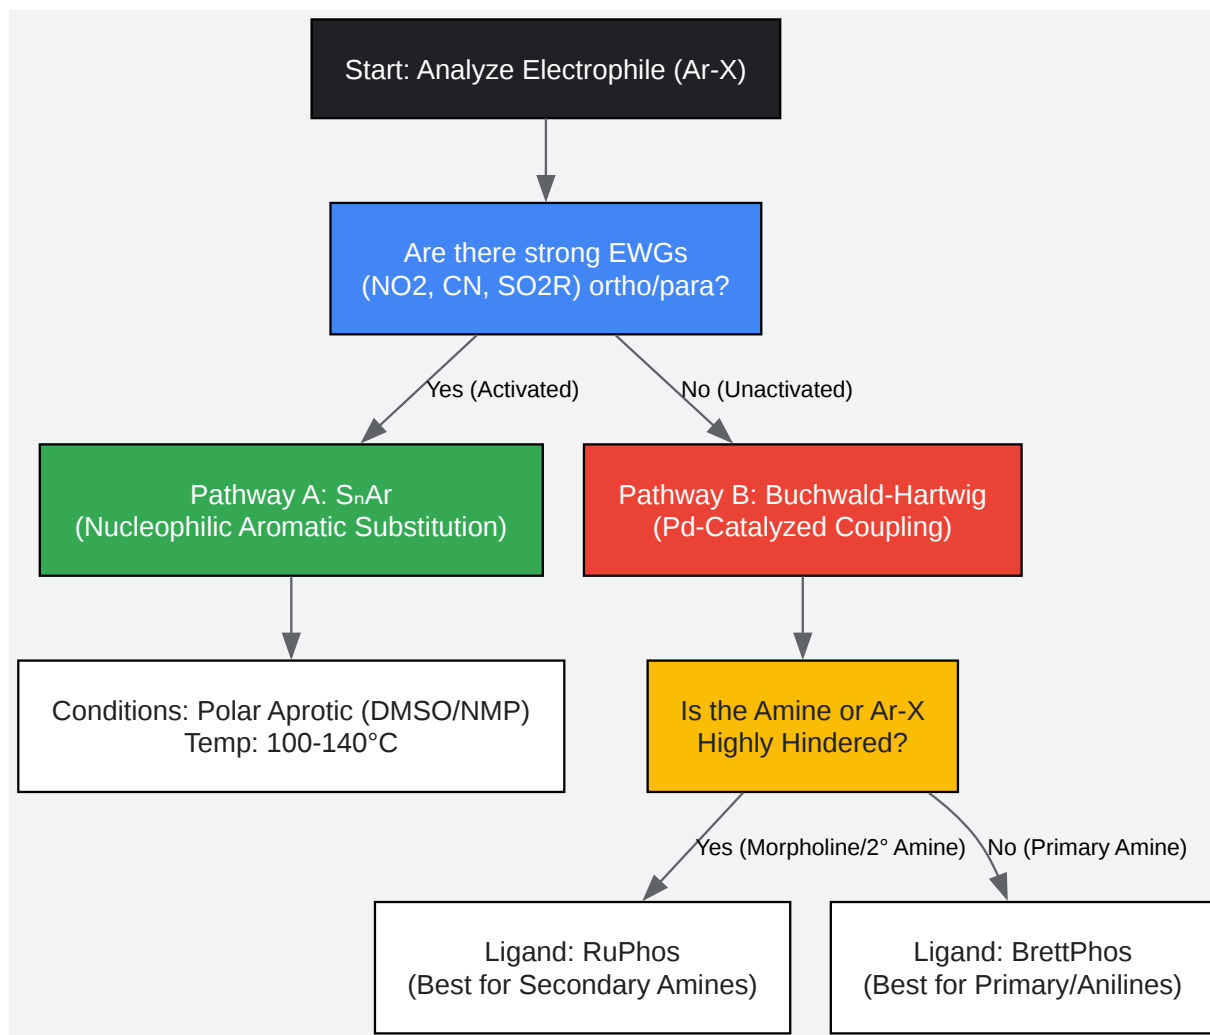 Start: Analyze Electrophile (Ar-X)
Are there strong EWGs
(NO2, CN, SO2R) ortho/para?
Yes (Activated)
No (Unactivated)
Pathway A: SₙAr
(Nucleophilic Aromatic Substitution)
Pathway B: Buchwald-Hartwig
(Pd-Catalyzed Coupling)
Conditions: Polar Aprotic (DMSO/NMP)
Temp: 100-140°C
Is the Amine or Ar-X
Highly Hindered?
Yes (Morpholine/2° Amine)
No (Primary Amine)
Ligand: RuPhos
(Best for Secondary Amines)
Ligand: BrettPhos
(Best for Primary/Anilines)